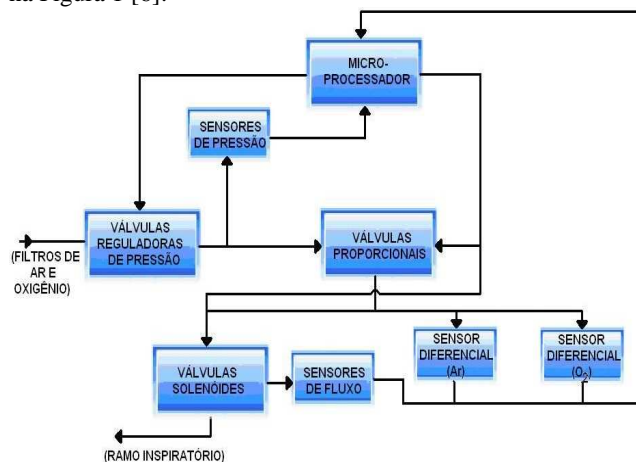 na Figura 1 [6].
MICRO-
PROCESSADOR
SENSORES
DE PRESSÃO
VÁLVULAS
REGULADORAS
DE PRESSÃO
(FILTROS DE
AR E
OXIGÊNIO)
VÁLVULAS
PROPORCIONAIS
VÁLVULAS
SOLENÓIDES
SENSORES
DE FLUXO
SENSOR
DIFERENCIAL
(Ar)
SENSOR
DIFERENCIAL
(O₂)
(RAMO INSPIRATÓRIO)